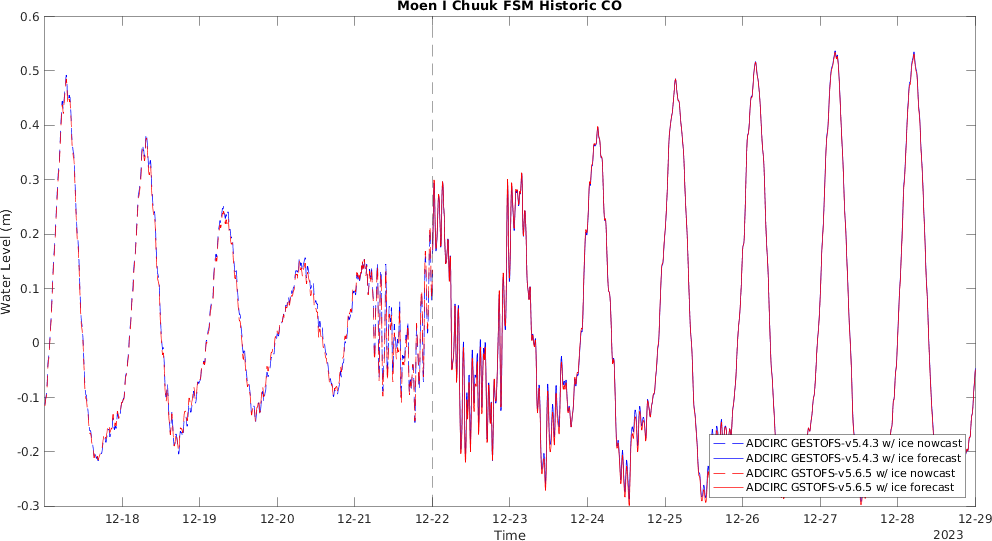 Moen I Chuuk FSM Historic CO
Water Level (m)
0.6
0.5
0.4
0.3
0.2
0.1
0
-0.1
-0.2
-0.3
ADCIRC GESTOFS-v5.4.3 w/ ice nowcast
ADCIRC GESTOFS-v5.4.3 w/ ice forecast
ADCIRC GSTOFS-v5.6.5 w/ ice nowcast
ADCIRC GSTOFS-v5.6.5 w/ ice forecast
12-18 12-19 12-20 12-21 12-22 12-23 12-24 12-25 12-26 12-27 12-28 12-29
Time
2023